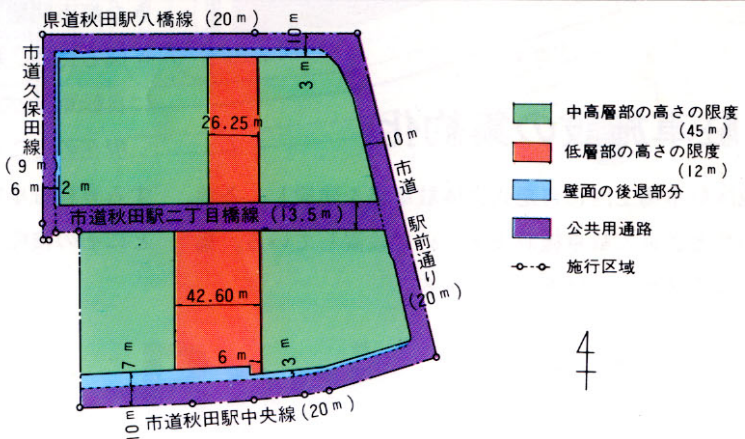 県道秋田駅八橋線(20m)
10m
市道久保田線
(9m)
3m
26.25m
10m
6m
2m
市道秋田駅二丁目橋線(13.5m)
市道 駅前通り(20m)
42.60m
6m
3m
7m
10m
市道秋田駅中央線(20m)
中高層部の高さの限度
(45m)
低層部の高さの限度
(12m)
壁面の後退部分
公共用通路
施行区域